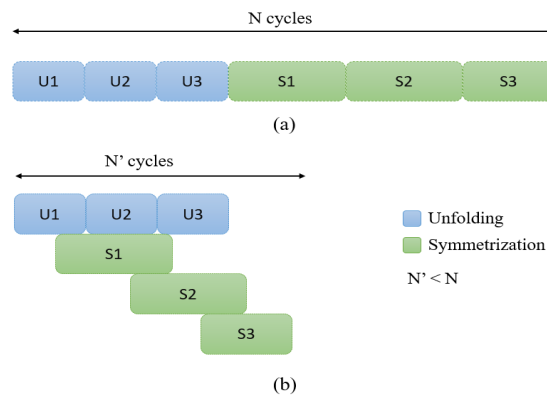 N cycles
U1 U2 U3 S1 S2 S3
(a)
N' cycles
U1 U2 U3
S1
S2
S3
Unfolding
Symmetrization
N' < N
(b)